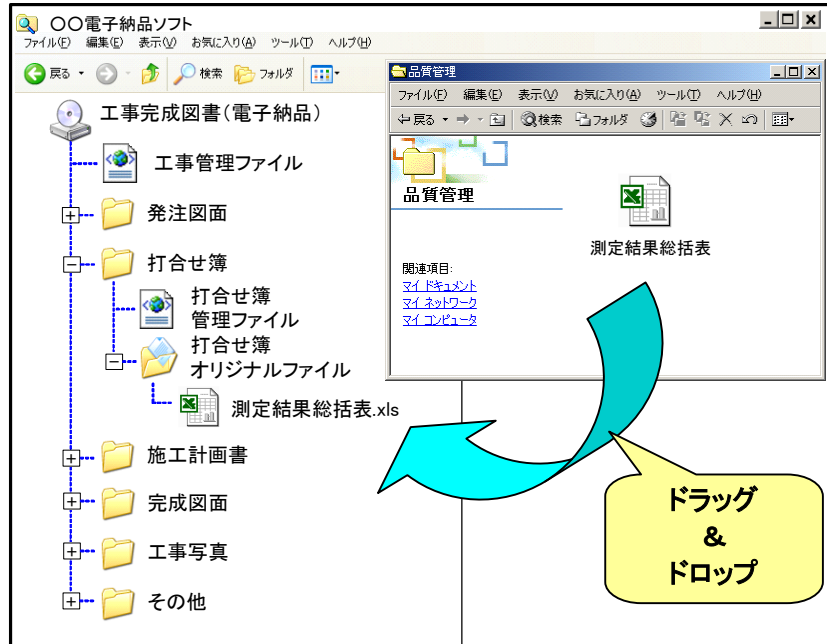 〇〇電子納品ソフト
ファイル(F) 編集(E) 表示(V) お気に入り(A) ツール(T) ヘルプ(H)
戻る 検索 フォルダ
工事完成図書(電子納品)
工事管理ファイル
発注図面
打合せ簿
打合せ簿
管理ファイル
打合せ簿
オリジナルファイル
測定結果総括表.xls
施工計画書
完成図面
工事写真
その他
品質管理
ファイル(F) 編集(E) 表示(V) お気に入り(A) ツール(T) ヘルプ(H)
戻る 検索 フォルダ
品質管理
関連項目:
マイ ドキュメント
マイ ネットワーク
マイ コンピュータ
測定結果総括表
ドラッグ
&
ドロップ